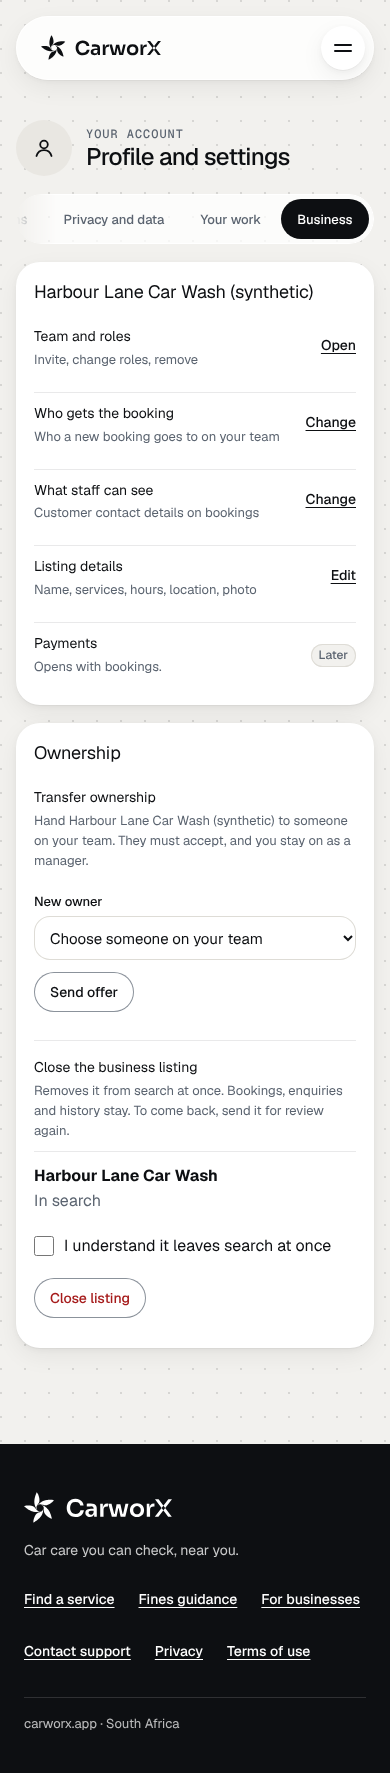 CarworX
YOUR ACCOUNT
Profile and settings
Privacy and data
Your work
Business
Harbour Lane Car Wash (synthetic)
Team and roles
Invite, change roles, remove
Open
Who gets the booking
Who a new booking goes to on your team
Change
What staff can see
Customer contact details on bookings
Change
Listing details
Name, services, hours, location, photo
Edit
Payments
Opens with bookings.
Later
Ownership
Transfer ownership
Hand Harbour Lane Car Wash (synthetic) to someone
on your team. They must accept, and you stay on as a
manager.
New owner
Choose someone on your team
Send offer
Close the business listing
Removes it from search at once. Bookings, enquiries
and history stay. To come back, send it for review
again.
Harbour Lane Car Wash
In search
I understand it leaves search at once
Close listing
CarworX
Car care you can check, near you.
Find a service
Fines guidance
For businesses
Contact support
Privacy
Terms of use
carworx.app · South Africa